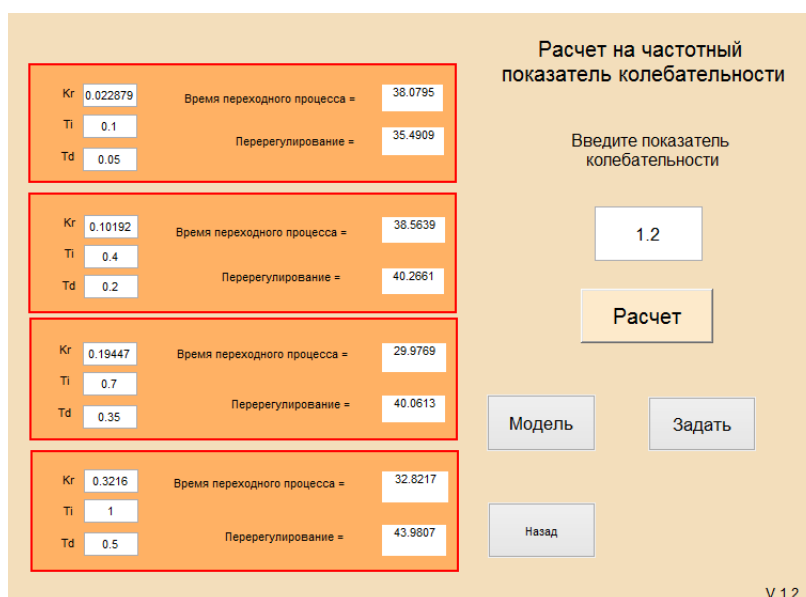 Расчет на частотный
показатель колебательности
Kr 0.022879 Время переходного процесса = 38.0795
Ti 0.1 Перерегулирование = 35.4909
Td 0.05
Kr 0.10192 Время переходного процесса = 38.5639
Ti 0.4 Перерегулирование = 40.2661
Td 0.2
Kr 0.19447 Время переходного процесса = 29.9769
Ti 0.7 Перерегулирование = 40.0613
Td 0.35
Kr 0.3216 Время переходного процесса = 32.8217
Ti 1 Перерегулирование = 43.9807
Td 0.5
Введите показатель
колебательности
1.2
Расчет
Модель Задать
Назад
V 1.2